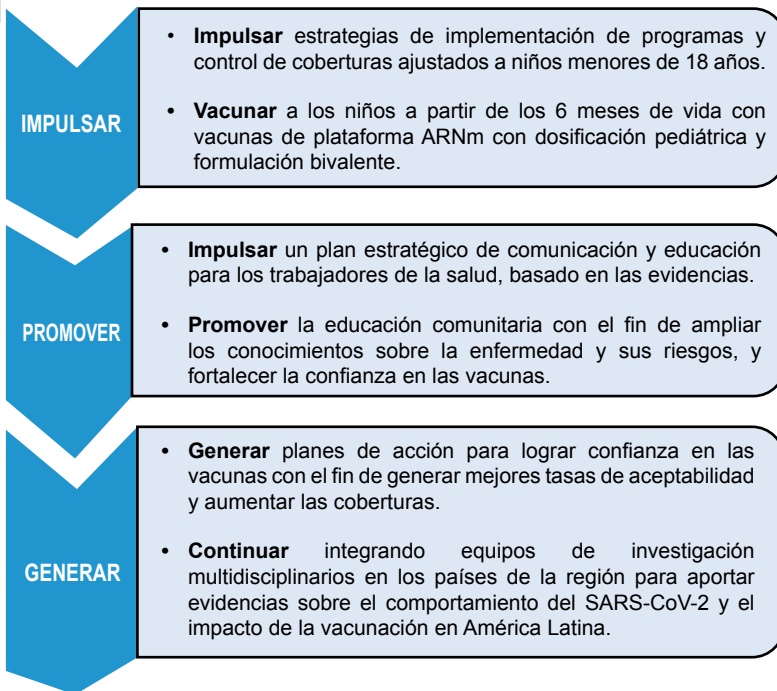 • Impulsar estrategias de implementación de programas y
control de coberturas ajustados a niños menores de 18 años.
IMPULSAR
• Vacunar a los niños a partir de los 6 meses de vida con
vacunas de plataforma ARNm con dosificación pediátrica y
formulación bivalente.
• Impulsar un plan estratégico de comunicación y educación
para los trabajadores de la salud, basado en las evidencias.
PROMOVER
• Promover la educación comunitaria con el fin de ampliar
los conocimientos sobre la enfermedad y sus riesgos, y
fortalecer la confianza en las vacunas.
• Generar planes de acción para lograr confianza en las
vacunas con el fin de generar mejores tasas de aceptabilidad
y aumentar las coberturas.
GENERAR
• Continuar integrando equipos de investigación
multidisciplinarios en los países de la región para aportar
evidencias sobre el comportamiento del SARS-CoV-2 y el
impacto de la vacunación en América Latina.